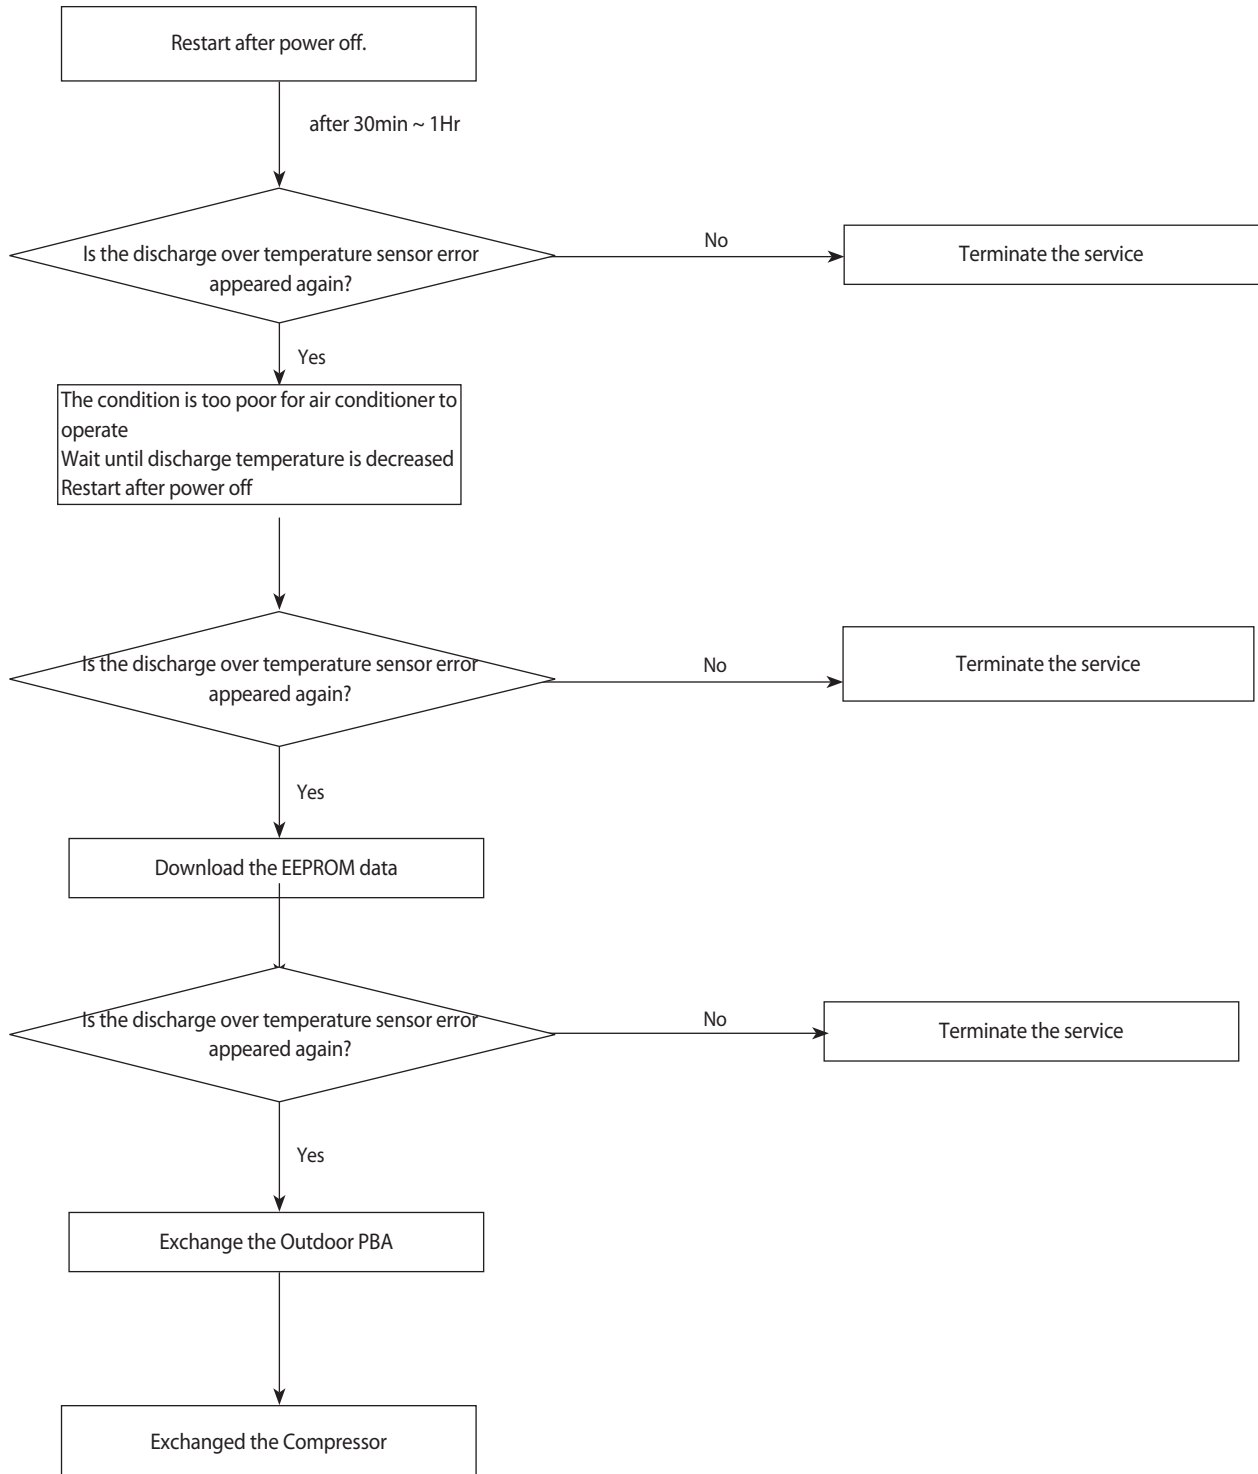 Restart after power off.
after 30min ~ 1Hr
Is the discharge over temperature sensor error
appeared again?
No
Terminate the service
Yes
The condition is too poor for air conditioner to
operate
Wait until discharge temperature is decreased
Restart after power off
Is the discharge over temperature sensor error
appeared again?
No
Terminate the service
Yes
Download the EEPROM data
Is the discharge over temperature sensor error
appeared again?
No
Terminate the service
Yes
Exchange the Outdoor PBA
Exchanged the Compressor